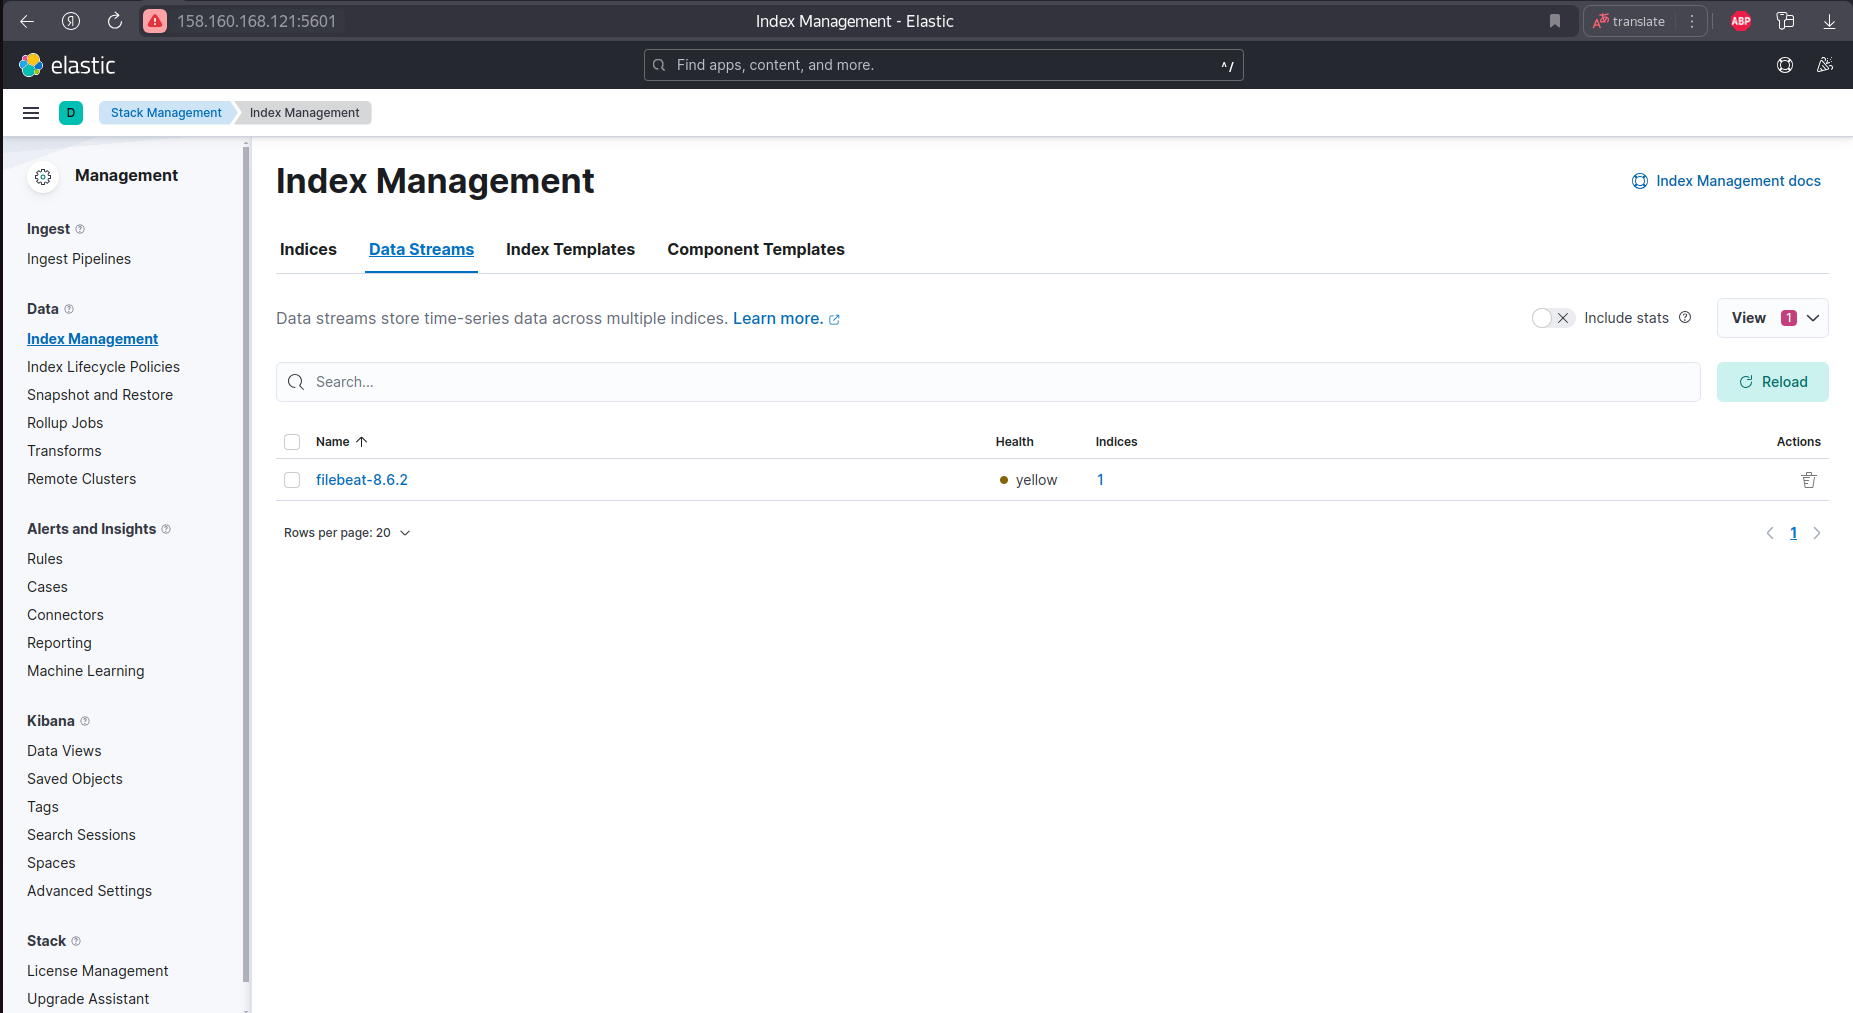 158.160.168.121:5601
Index Management - Elastic
translate
ABP
elastic
Find apps, content, and more.
^/
D
Stack Management
Index Management
Management
Ingest
Ingest Pipelines
Data
Index Management
Index Lifecycle Policies
Snapshot and Restore
Rollup Jobs
Transforms
Remote Clusters
Alerts and Insights
Rules
Cases
Connectors
Reporting
Machine Learning
Kibana
Data Views
Saved Objects
Tags
Search Sessions
Spaces
Advanced Settings
Stack
License Management
Upgrade Assistant
Index Management
Index Management docs
Indices Data Streams Index Templates Component Templates
Data streams store time-series data across multiple indices. Learn more.
Include stats
View 1
Search...
Reload
Name Health Indices Actions
filebeat-8.6.2 yellow 1
Rows per page: 20
1